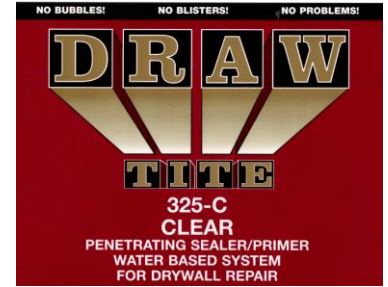 NO BUBBLES! NO BLISTERS! NO PROBLEMS!
DRAW
TITE
325-C
CLEAR
PENETRATING SEALER/PRIMER
WATER BASED SYSTEM
FOR DRYWALL REPAIR